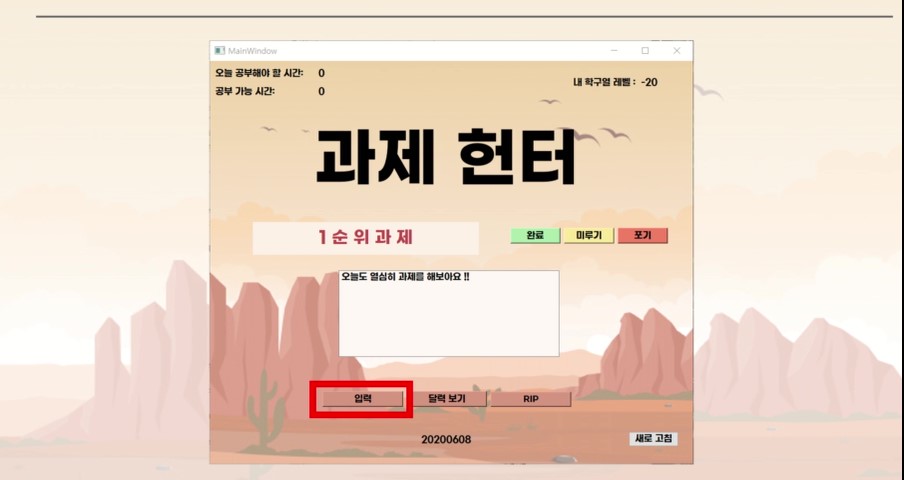 MainWindow
오늘 공부해야 할 시간: 0
공부 가능 시간: 0
내 학구열 레벨 : -20
과제 헌터
1순위과제
완료 미루기 포기
오늘도 열심히 과제를 해보아요 !!
입력 달력 보기 RIP
20200608
새로 고침